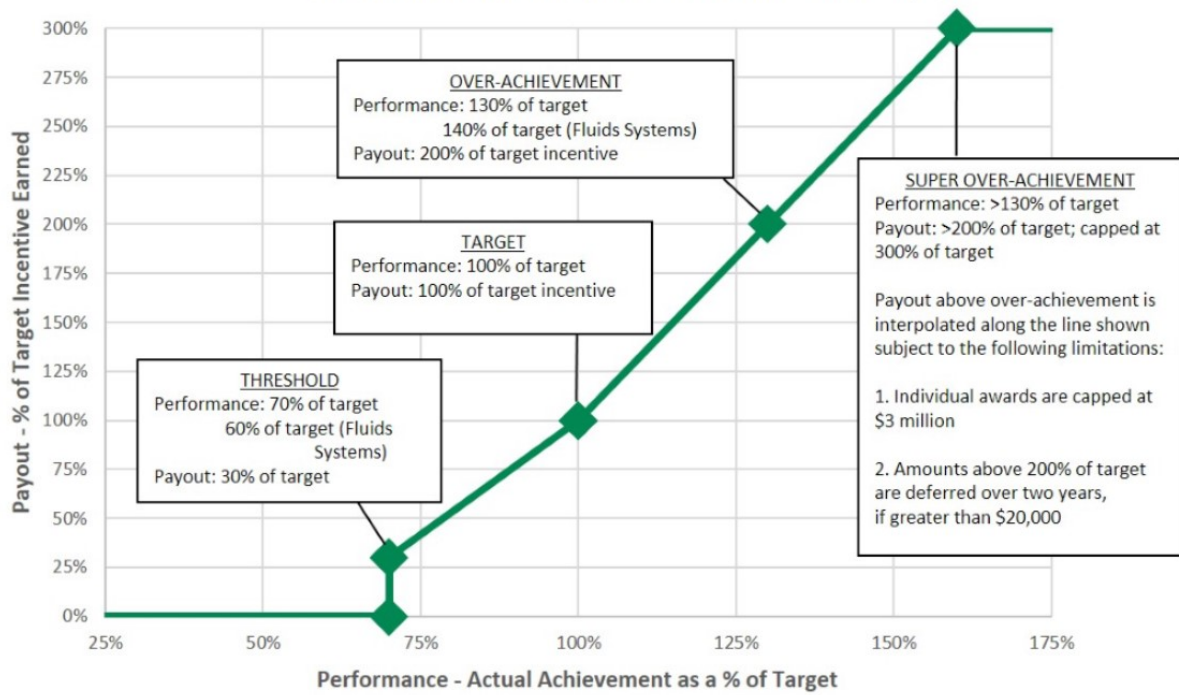 300%
275%
250%
225%
200%
175%
150%
125%
100%
75%
50%
25%
0%
Payout - % of Target Incentive Earned
OVER-ACHIEVEMENT
Performance: 130% of target
140% of target (Fluids Systems)
Payout: 200% of target incentive
TARGET
Performance: 100% of target
Payout: 100% of target incentive
THRESHOLD
Performance: 70% of target
60% of target (Fluids
Systems)
Payout: 30% of target
SUPER OVER-ACHIEVEMENT
Performance: >130% of target
Payout: >200% of target; capped at
300% of target
Payout above over-achievement is
interpolated along the line shown
subject to the following limitations:
1. Individual awards are capped at
$3 million
2. Amounts above 200% of target
are deferred over two years,
if greater than $20,000
25%
50%
75%
100%
125%
150%
175%
Performance - Actual Achievement as a % of Target